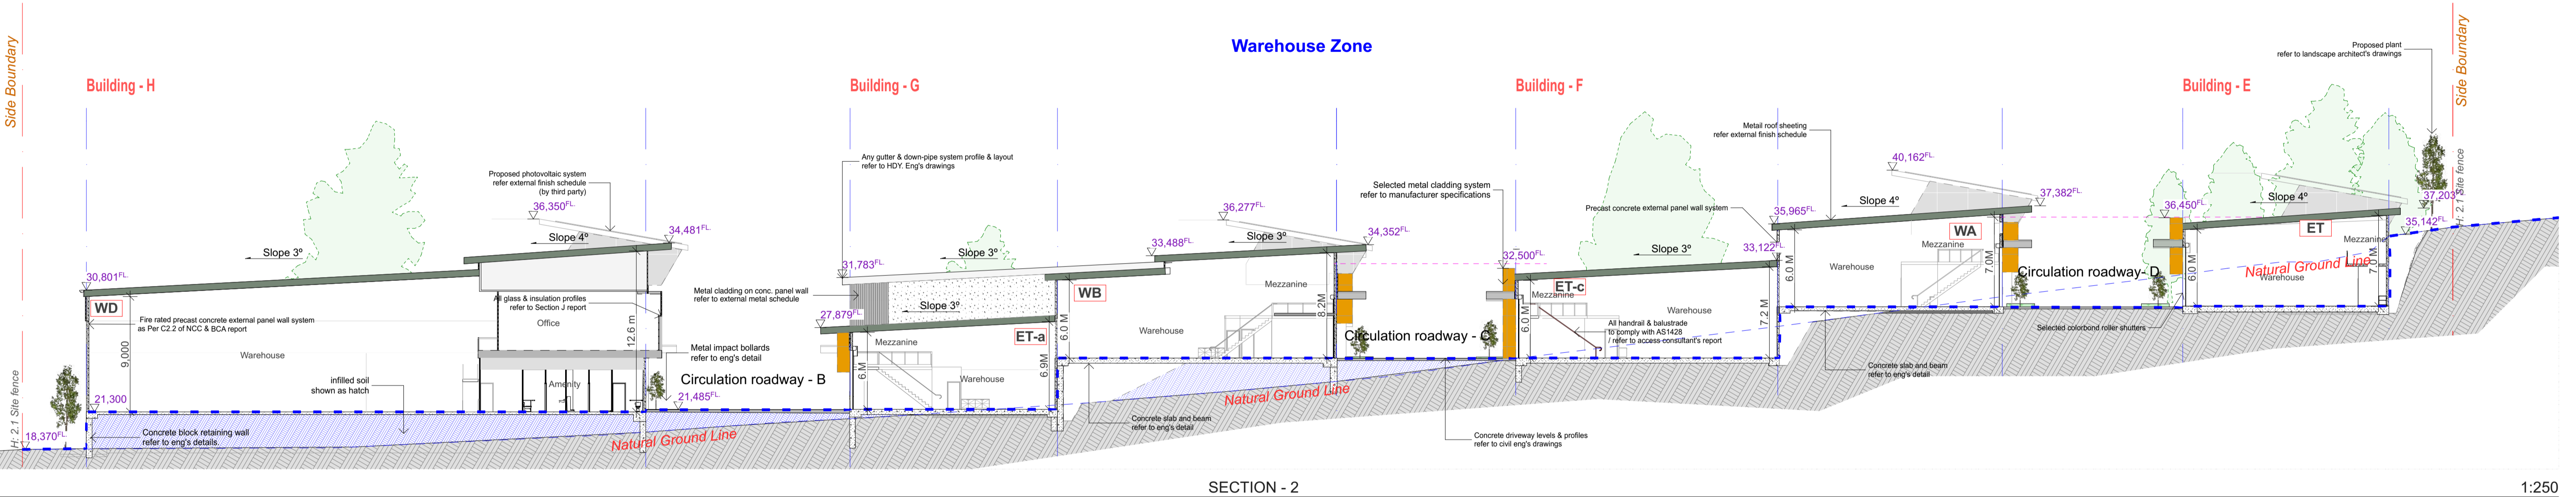 Warehouse Zone
Side Boundary
Side Boundary
Building - H
Building - G
Building - F
Building - E
Proposed plant
refer to landscape architect's drawings
Metail roof sheeting
refer external finish schedule
Any gutter & down-pipe system profile & layout
refer to HDY. Eng's drawings
Proposed photovoltaic system
refer external finish schedule
(by third party)
Selected metal cladding system
refer to manufacturer specifications
Precast concrete external panel wall system
36,350FL.
34,481FL.
30,801FL.
Slope 3º
Slope 4º
31,783FL.
Slope 3º
36,277FL.
33,488FL.
Slope 3º
34,352FL.
32,500FL.
Slope 3º
35,965FL.
33,122FL.
40,162FL.
Slope 4º
37,382FL.
36,450FL.
Slope 4º
37,203
35,142FL.
H: 2.1 Site fence
WD
Fire rated precast concrete external panel wall system
as Per C2.2 of NCC & BCA report
All glass & insulation profiles
refer to Section J report
Office
12.6 m
9.000
Warehouse
Amenity
infilled soil
shown as hatch
21,300
18,370FL.
H: 2.1 Site fence
Concrete block retaining wall
refer to eng's details.
Metal cladding on conc. panel wall
refer to external metal schedule
Metal impact bollards
refer to eng's detail
Circulation roadway - B
21,485FL.
Natural Ground Line
27,879FL.
Slope 3º
ET-a
Mezzanine
6.M
Warehouse
6.9M
WB
6.0 M
Mezzanine
8.2M
Warehouse
Circulation roadway - C
Natural Ground Line
Concrete slab and beam
refer to eng's detail
Concrete driveway levels & profiles
refer to civil eng's drawings
ET-c
Mezzanine
6.0 M
Warehouse
All handrail & balustrade
to comply with AS1428
/ refer to access consultant's report
7.2 M
6.0 M
Warehouse
WA
Mezzanine
7.0M
Concrete slab and beam
refer to eng's detail
Circulation roadway- D
Selected colorbond roller shutters
6.0 M
ET
Mezzanine
7.0 M
Warehouse
Natural Ground Line
SECTION - 2
1:250